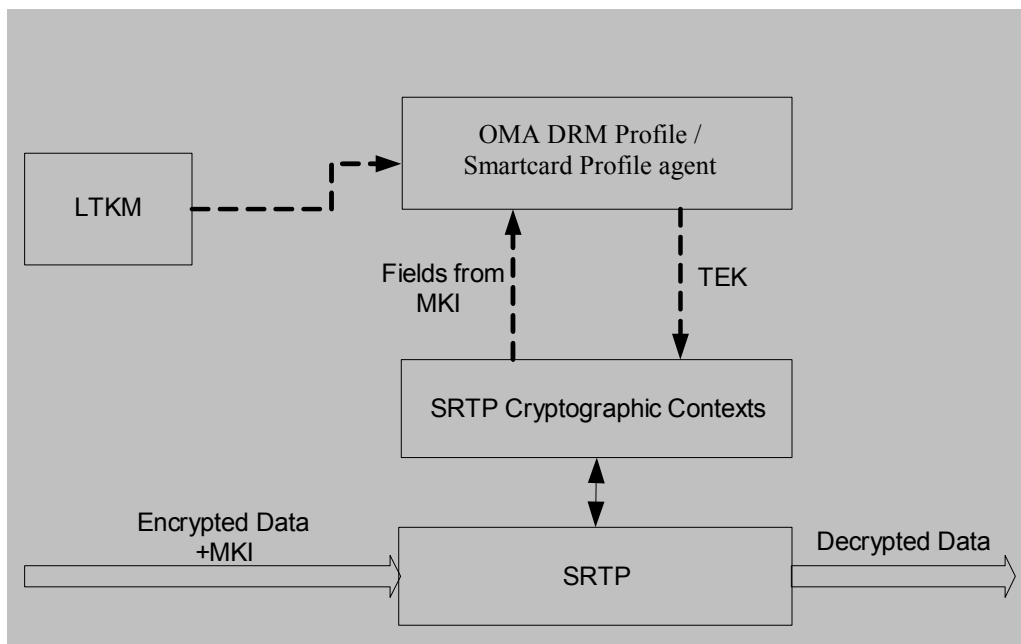 OMA DRM Profile /
Smartcard Profile agent
LTKM
Fields from
MKI
TEK
SRTP Cryptographic Contexts
Encrypted Data
+MKI
SRTP
Decrypted Data